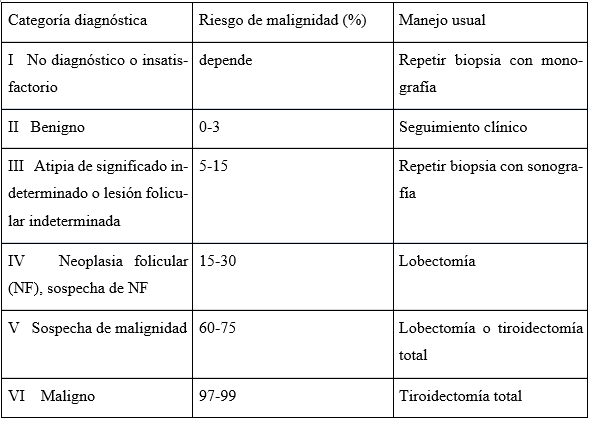 Categoría diagnóstica Riesgo de malignidad (%) Manejo usual
I No diagnóstico o insatis- depende Repetir biopsia con mono-
factorio grafía
II Benigno 0-3 Seguimiento clínico
III Atipia de significado in- 5-15 Repetir biopsia con sonogra-
determinado o lesión folicu- fía
lar indeterminada
IV Neoplasia folicular 15-30 Lobectomía
(NF), sospecha de NF
V Sospecha de malignidad 60-75 Lobectomía o tiroidectomía
total
VI Maligno 97-99 Tiroidectomía total